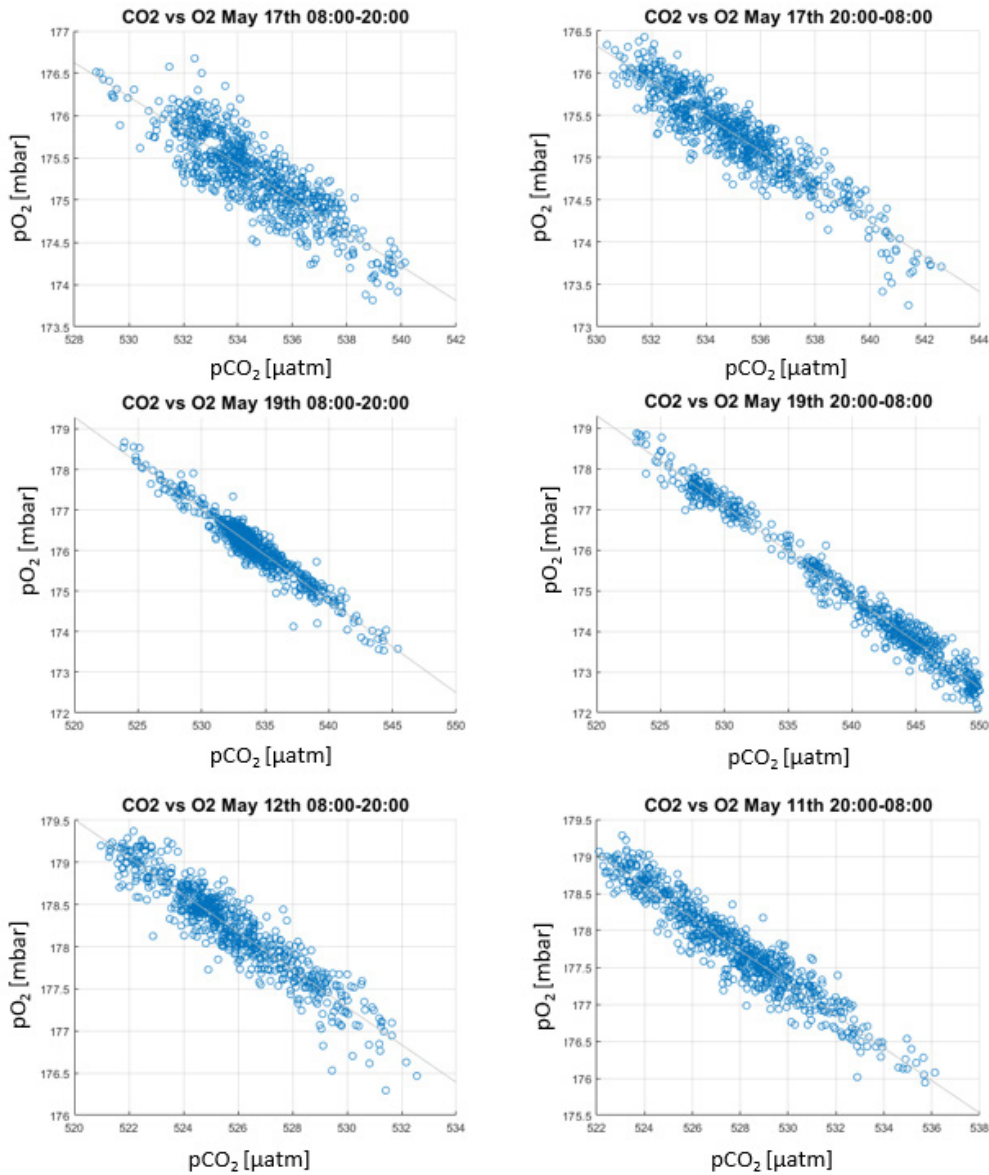 CO2 vs O2 May 17th 08:00-20:00
177
176.5
176
175.5
175
174.5
174
173.5
528 530 532 534 536 538 540 542
pO₂ [mbar]
pCO₂ [µatm]
CO2 vs O2 May 17th 20:00-08:00
176.5
176
175.5
175
174.5
174
173.5
173
530 532 534 536 538 540 542 544
pO₂ [mbar]
pCO₂ [µatm]
CO2 vs O2 May 19th 08:00-20:00
179
178
177
176
175
174
173
172
520 525 530 535 540 545 550
pO₂ [mbar]
pCO₂ [µatm]
CO2 vs O2 May 19th 20:00-08:00
179
178
177
176
175
174
173
172
520 525 530 535 540 545 550
pO₂ [mbar]
pCO₂ [µatm]
CO2 vs O2 May 12th 08:00-20:00
179.5
179
178.5
178
177.5
177
176.5
176
520 522 524 526 528 530 532 534
pO₂ [mbar]
pCO₂ [µatm]
CO2 vs O2 May 11th 20:00-08:00
179.5
179
178.5
178
177.5
177
176.5
176
175.5
522 524 526 528 530 532 534 536 538
pO₂ [mbar]
pCO₂ [µatm]